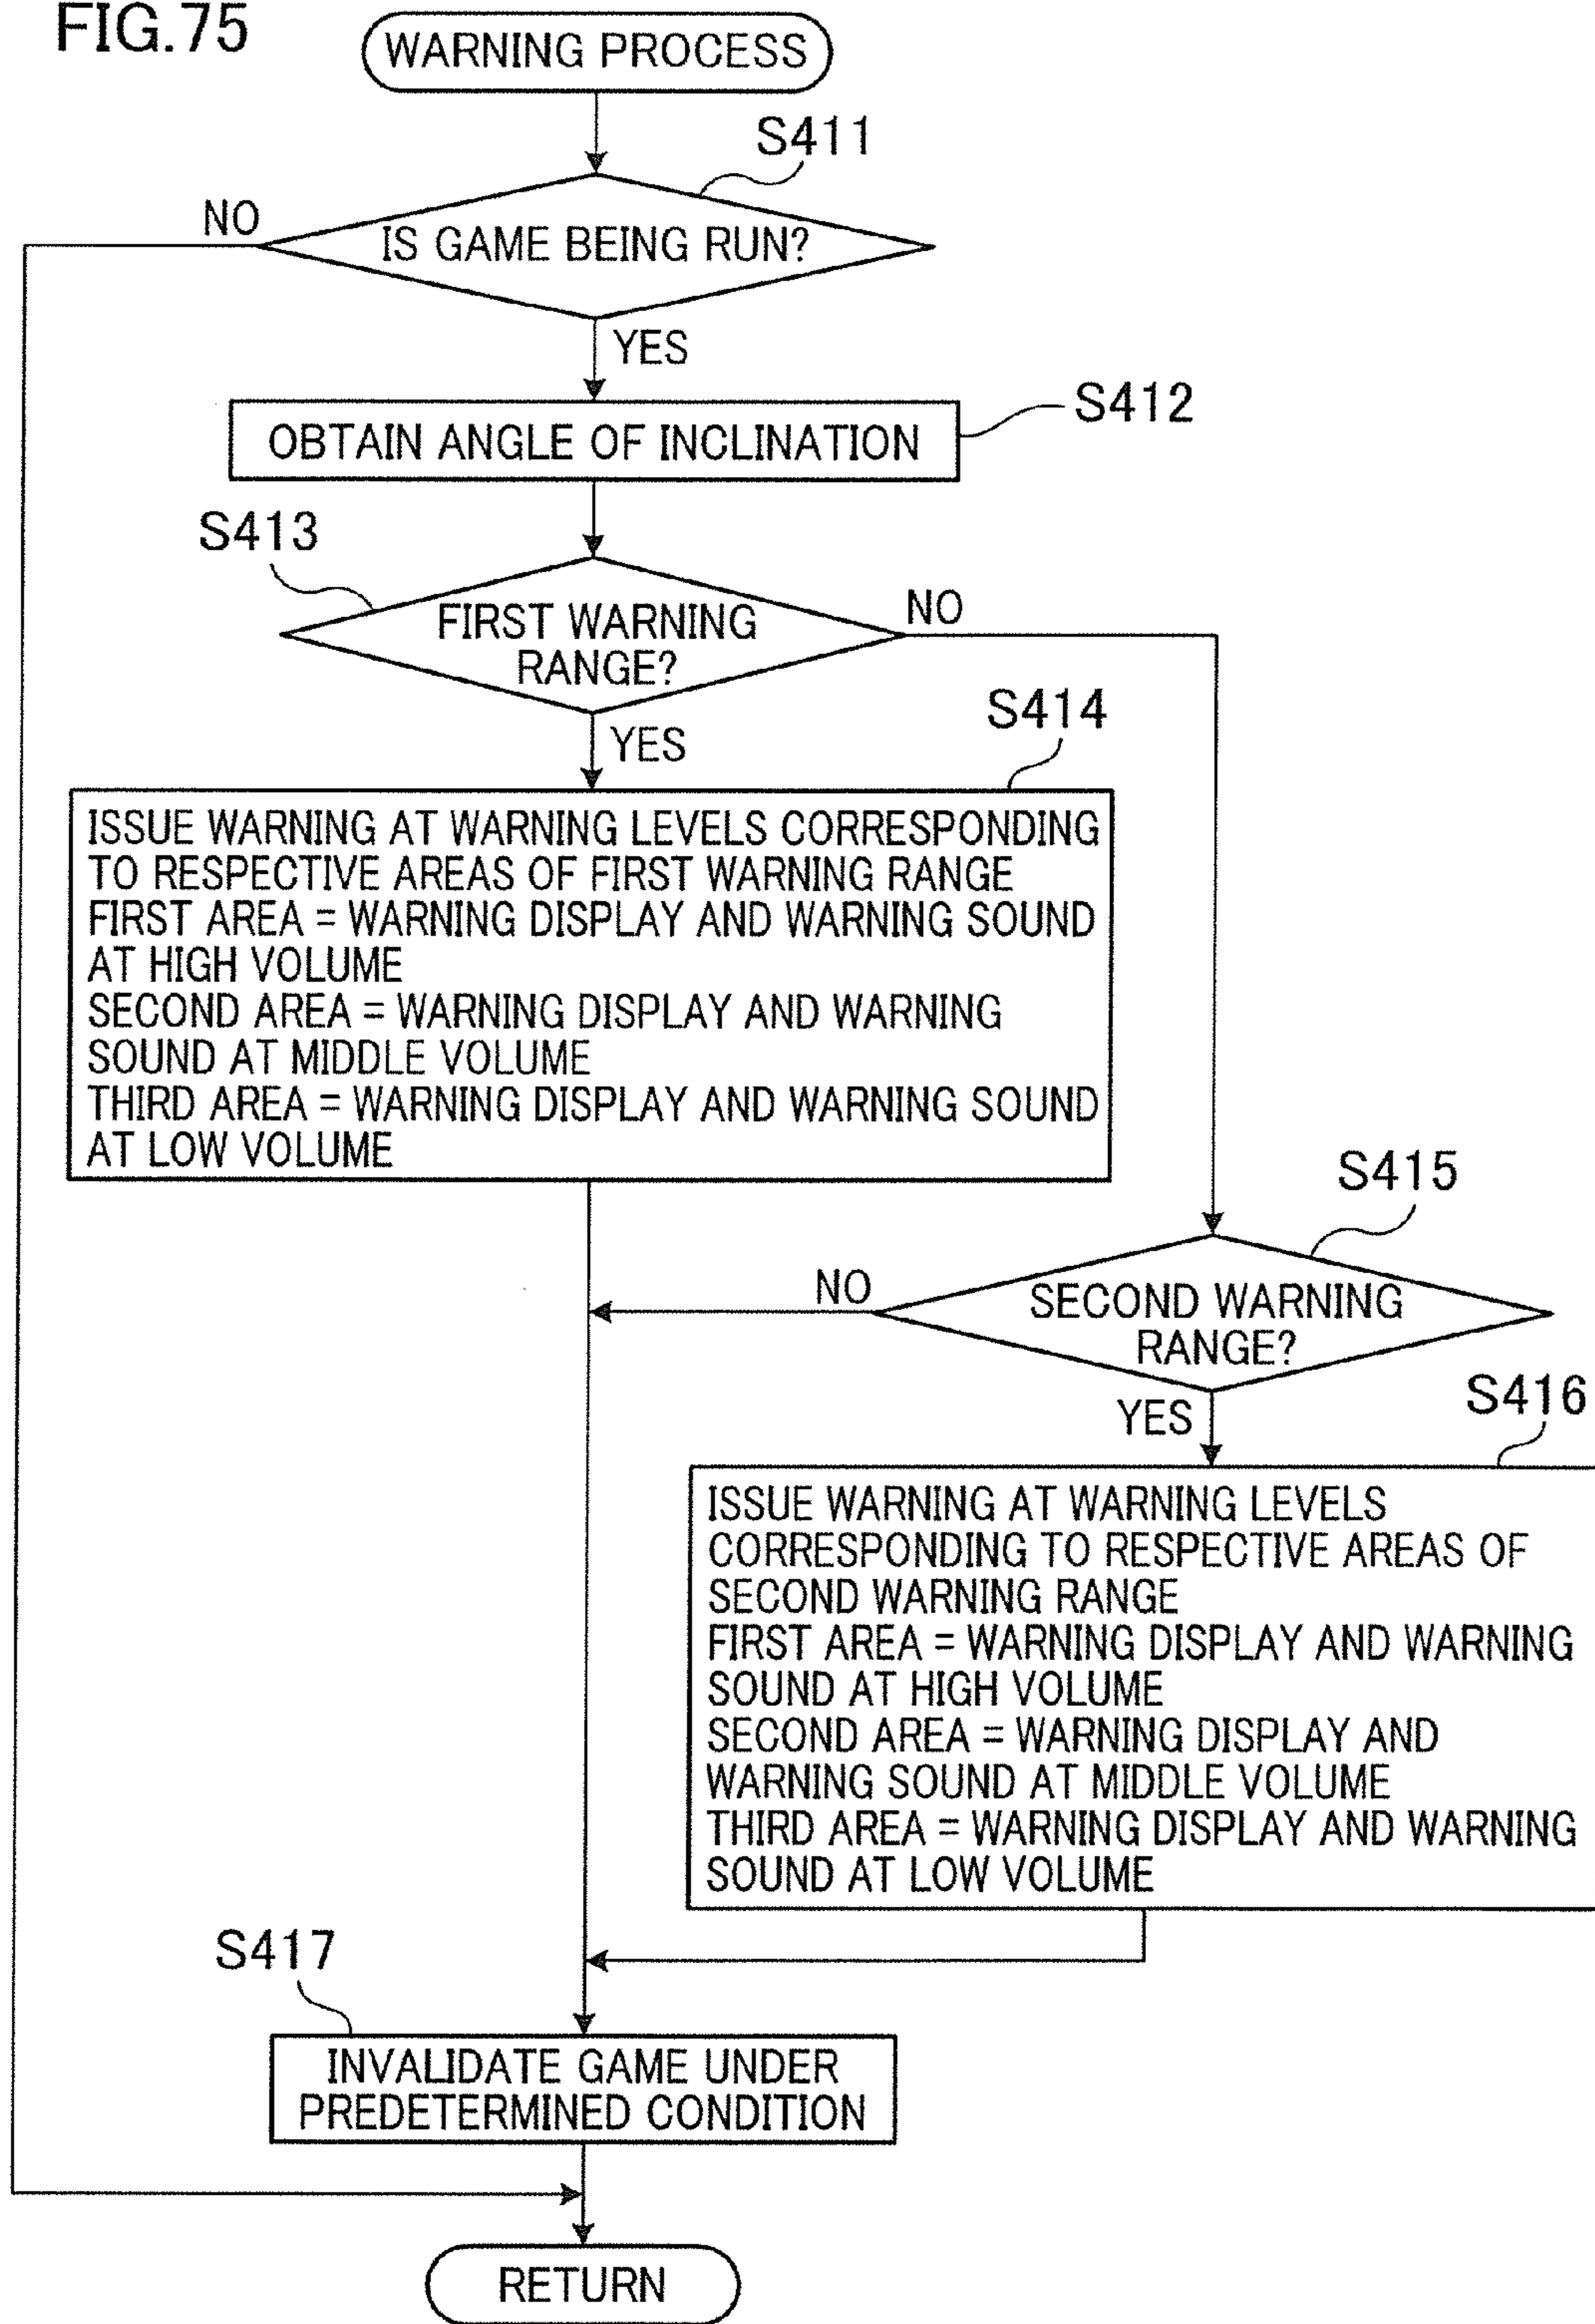 FIG.75
WARNING PROCESS
S411
NO
IS GAME BEING RUN?
YES
S412
OBTAIN ANGLE OF INCLINATION
S413
NO
FIRST WARNING
RANGE?
S414
YES
ISSUE WARNING AT WARNING LEVELS CORRESPONDING
TO RESPECTIVE AREAS OF FIRST WARNING RANGE
FIRST AREA = WARNING DISPLAY AND WARNING SOUND
AT HIGH VOLUME
SECOND AREA = WARNING DISPLAY AND WARNING
SOUND AT MIDDLE VOLUME
THIRD AREA = WARNING DISPLAY AND WARNING SOUND
AT LOW VOLUME
S415
NO
SECOND WARNING
RANGE?
S416
YES
ISSUE WARNING AT WARNING LEVELS
CORRESPONDING TO RESPECTIVE AREAS OF
SECOND WARNING RANGE
FIRST AREA = WARNING DISPLAY AND WARNING
SOUND AT HIGH VOLUME
SECOND AREA = WARNING DISPLAY AND
WARNING SOUND AT MIDDLE VOLUME
THIRD AREA = WARNING DISPLAY AND WARNING
SOUND AT LOW VOLUME
S417
INVALIDATE GAME UNDER
PREDETERMINED CONDITION
RETURN